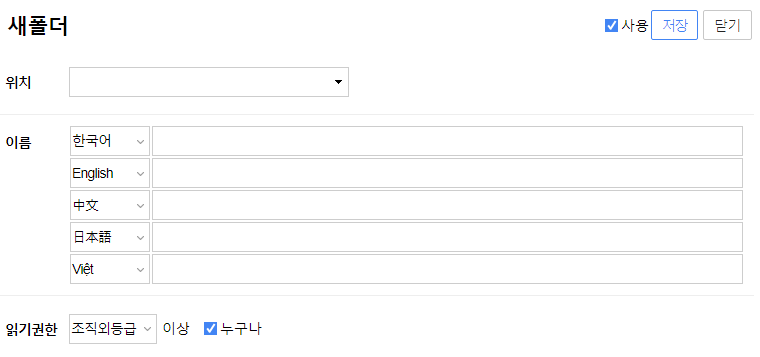 새폴더 사용 저장 닫기
위치
이름 한국어
English
中文
日本語
Việt
읽기권한 조직외등급 이상 누구나